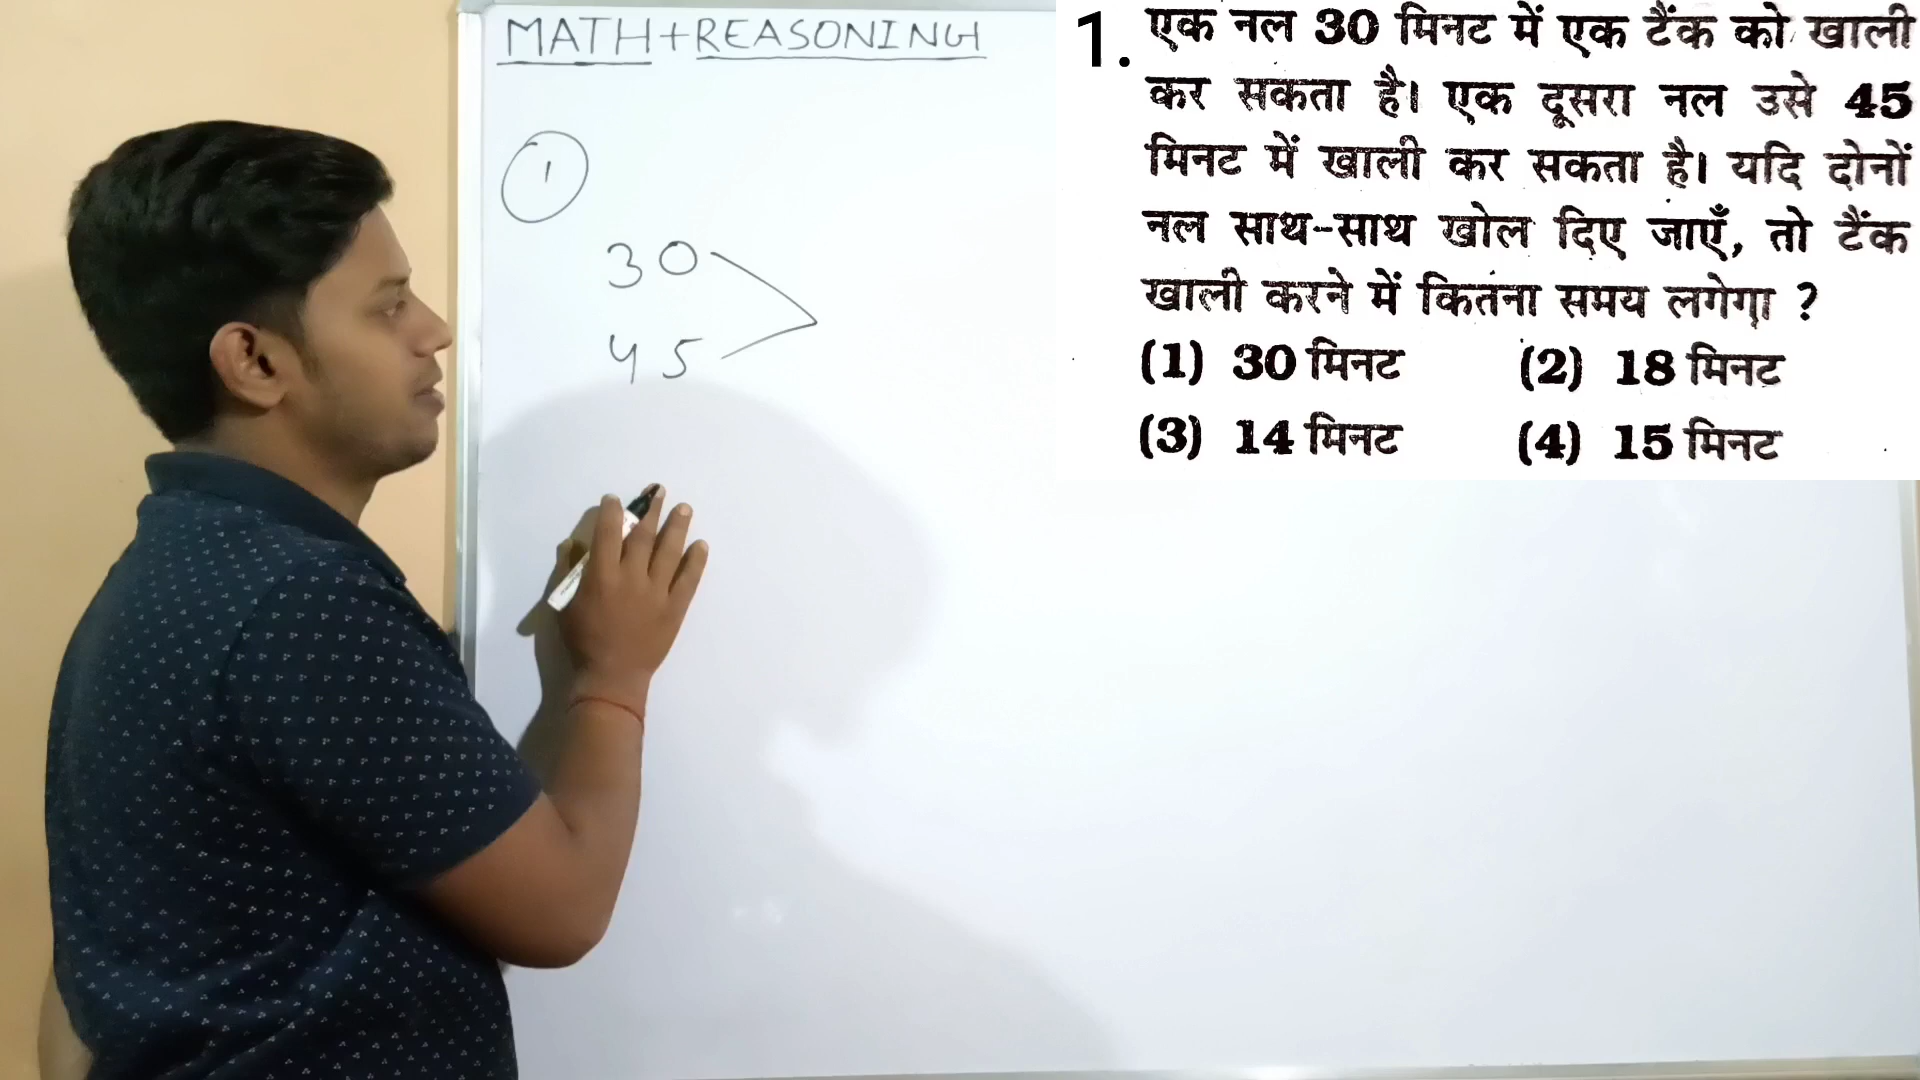 MATH+REASONING
1
30
45
1. एक नल 30 मिनट में एक टैंक को खाली
कर सकता है। एक दूसरा नल उसे 45
मिनट में खाली कर सकता है। यदि दोनों
नल साथ-साथ खोल दिए जाएँ, तो टैंक
खाली करने में कितना समय लगेगा ?
(1) 30 मिनट (2) 18 मिनट
(3) 14 मिनट (4) 15 मिनट